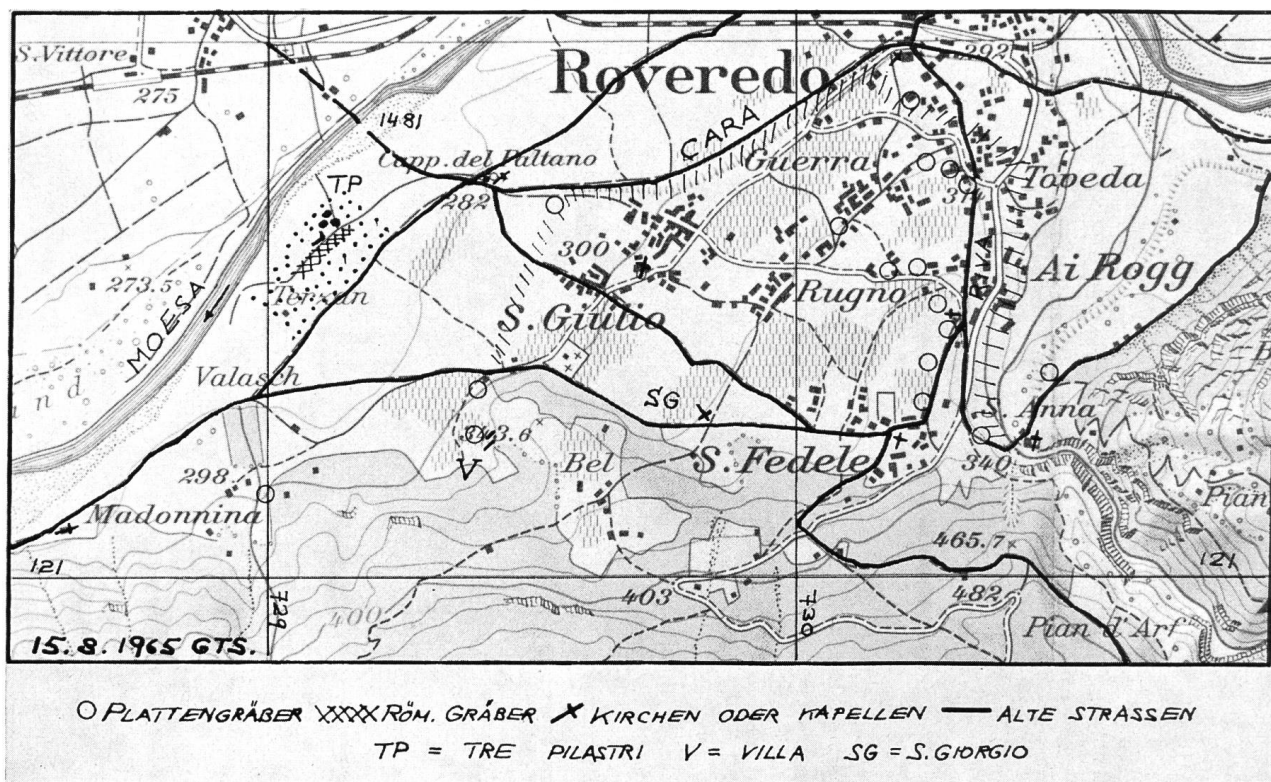 S. Vittore
292
275
Roveredo
1481
CARA
Capp. del Paltano
Guerra
Topeda
T.P
282
300
273.5
Rugno
RIVA
Ai Rogg
MOESA
S. Giulio
Valasch
SG
S. Anna
343.6
V
Bel
S. Fedele
340
298
Madonnina
Pian
465.7
121
121
729
730
400
403
482
Pian d'Arf
15.8.1965 GTS.
PLATTENGRÄBER RÖM. GRÄBER KIRCHEN ODER KAPELLEN ALTE STRASSEN
TP = TRE PILASTRI V = VILLA SG = S. GIORGIO